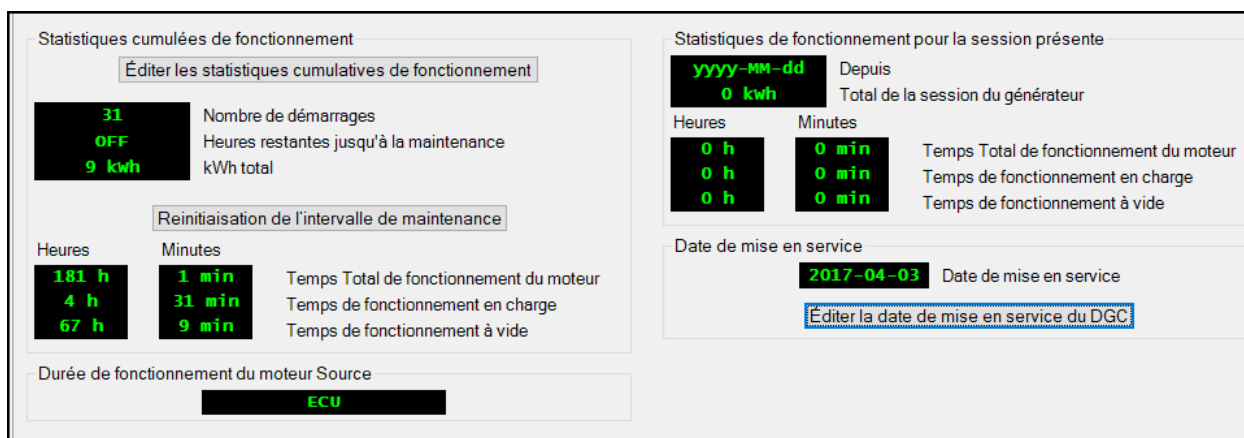 Statistiques cumulées de fonctionnement
Éditer les statistiques cumulatives de fonctionnement
31 Nombre de démarrages
OFF Heures restantes jusqu'à la maintenance
9 kWh kWh total
Reinitiaisation de l'intervalle de maintenance
Heures Minutes
181 h 1 min Temps Total de fonctionnement du moteur
4 h 31 min Temps de fonctionnement en charge
67 h 9 min Temps de fonctionnement à vide
Durée de fonctionnement du moteur Source
ECU
Statistiques de fonctionnement pour la session présente
yyyy-MM-dd Depuis
0 kWh Total de la session du générateur
Heures Minutes
0 h 0 min Temps Total de fonctionnement du moteur
0 h 0 min Temps de fonctionnement en charge
0 h 0 min Temps de fonctionnement à vide
Date de mise en service
2017-04-03 Date de mise en service
Éditer la date de mise en service du DGC